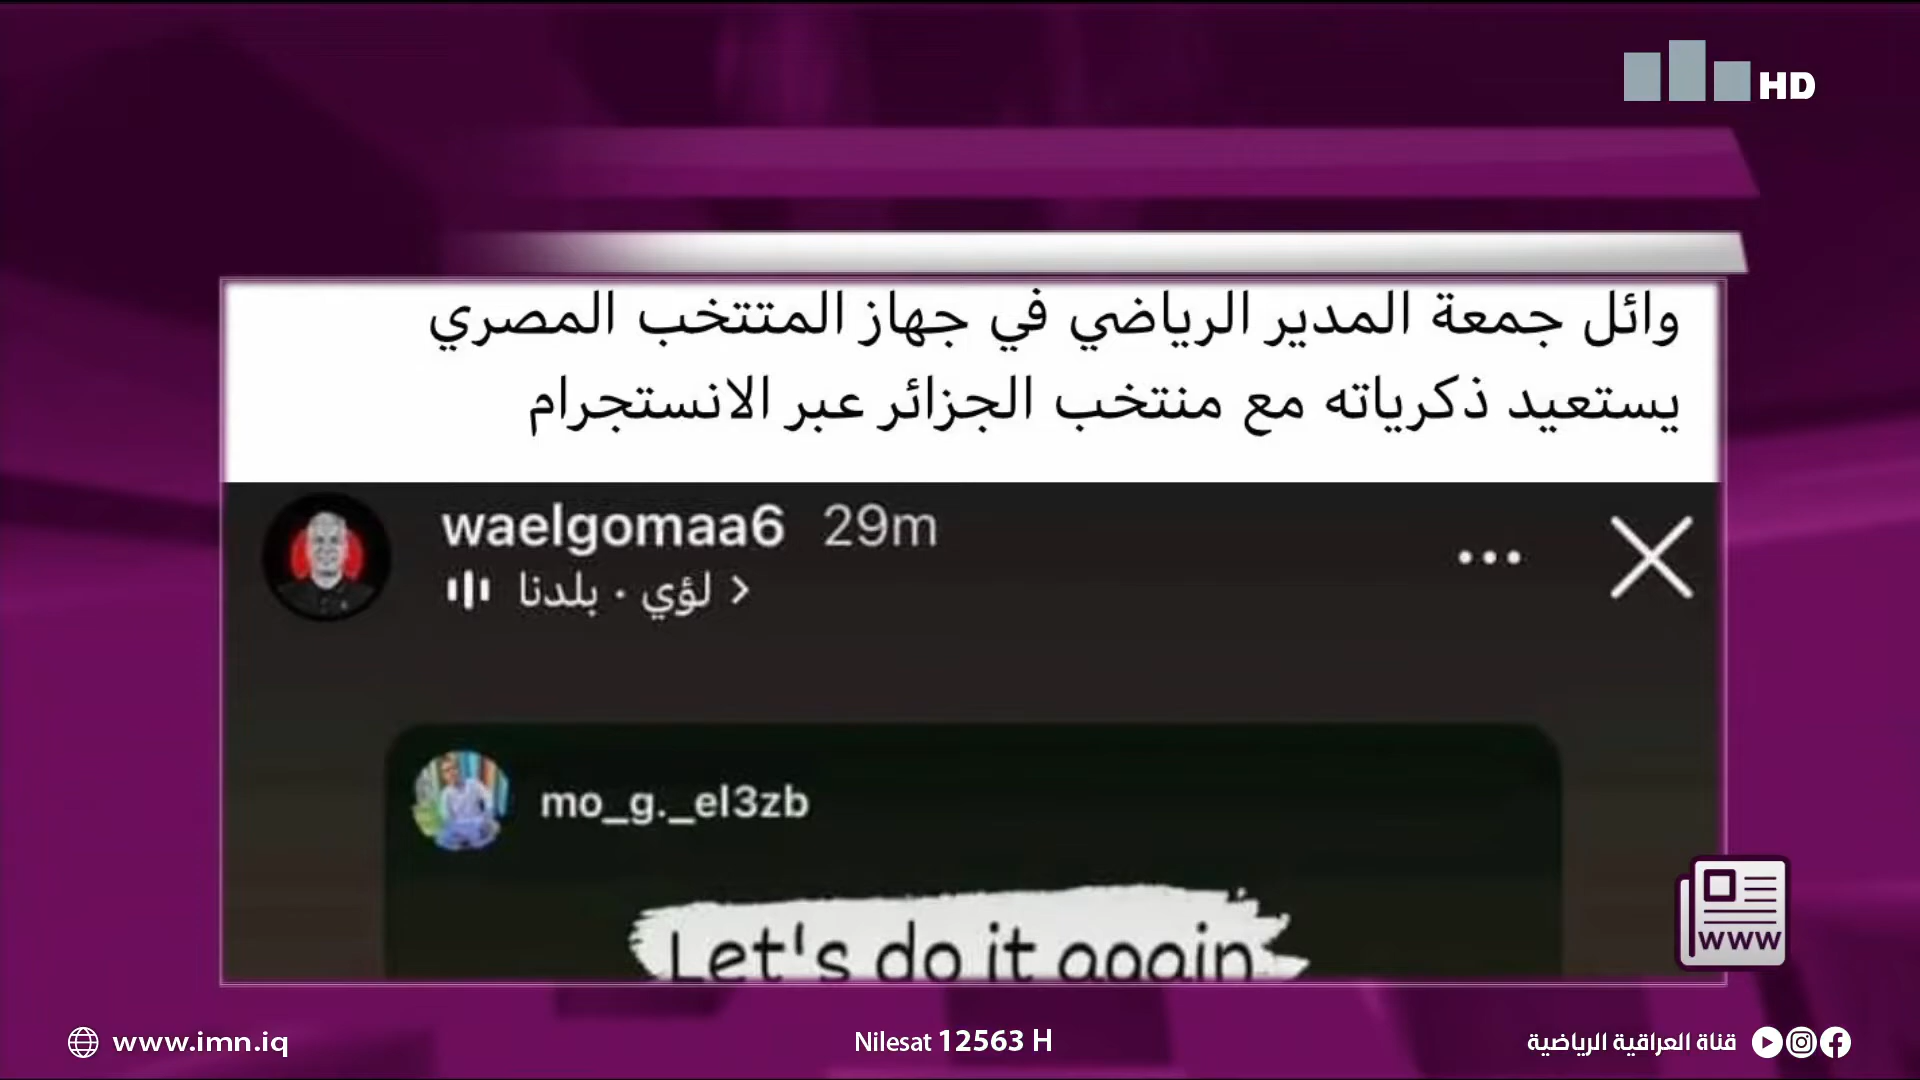 HD
وائل جمعة المدير الرياضي في جهاز المتتخب المصري
يستعيد ذكرياته مع منتخب الجزائر عبر الانستجرام
waelgomaa6 29m
لؤي · بلدنا
mo_g._el3zb
Let's do it again
www
www.imn.iq
Nilesat 12563 H
قناة العراقية الرياضية